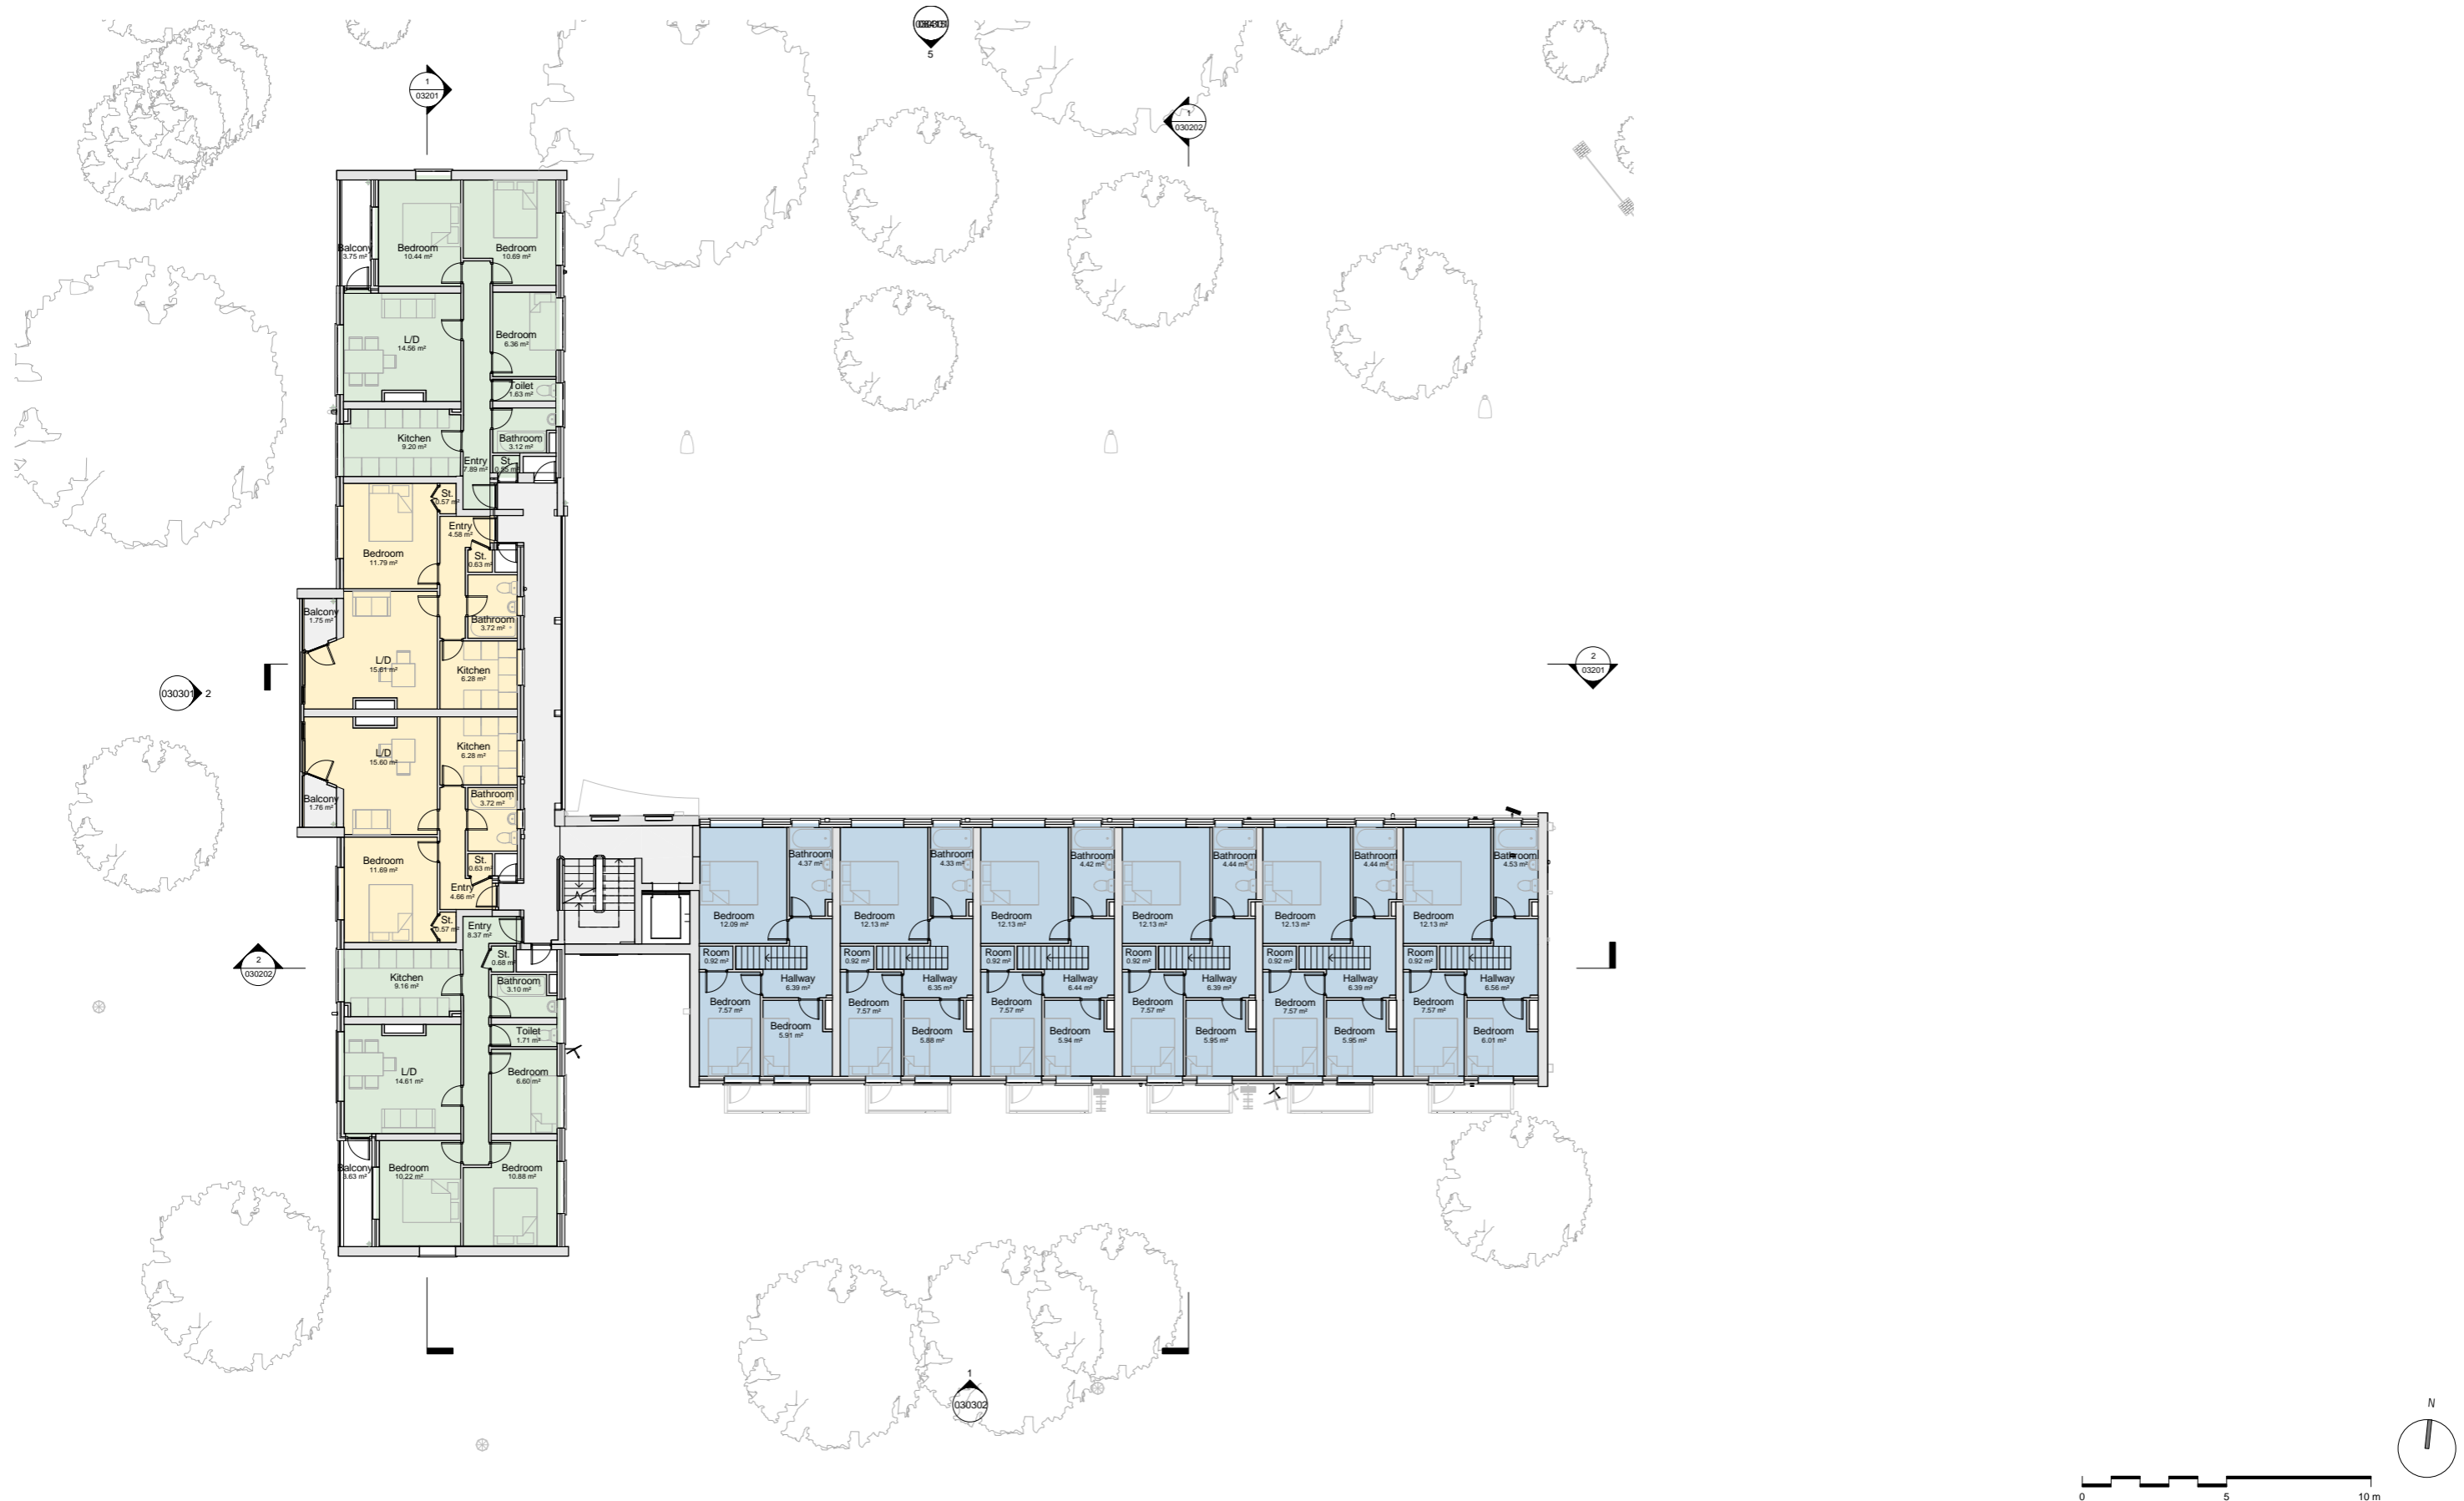 5
1
03201
1
030202
Balcony
3.75 m²
Bedroom
10.44 m²
Bedroom
10.69 m²
L/D
14.56 m²
Bedroom
6.36 m²
Toilet
1.63 m²
Kitchen
9.20 m²
Bathroom
3.12 m²
Entry
7.89 m²
St.
St.
0.57 m²
Entry
4.58 m²
Bedroom
11.79 m²
St.
0.63 m²
Balcony
1.75 m²
Bathroom
3.72 m²
L/D
15.61 m²
Kitchen
6.28 m²
030301
2
2
03201
L/D
15.60 m²
Kitchen
6.28 m²
Balcony
1.76 m²
Bathroom
3.72 m²
Bedroom
11.69 m²
St.
0.63 m²
Entry
4.66 m²
St.
0.57 m²
Entry
8.37 m²
2
030202
Kitchen
9.16 m²
St.
0.68 m²
Bathroom
3.10 m²
Toilet
1.71 m²
L/D
14.61 m²
Bedroom
6.60 m²
Balcony
3.63 m²
Bedroom
10.22 m²
Bedroom
10.88 m²
Bathroom
4.37 m²
Bathroom
4.33 m²
Bathroom
4.42 m²
Bathroom
4.44 m²
Bathroom
4.44 m²
Bathroom
4.53 m²
Bedroom
12.09 m²
Bedroom
12.13 m²
Bedroom
12.13 m²
Bedroom
12.13 m²
Bedroom
12.13 m²
Bedroom
12.13 m²
Room
0.92 m²
Room
0.92 m²
Room
0.92 m²
Room
0.92 m²
Room
0.92 m²
Room
0.92 m²
Hallway
6.39 m²
Hallway
6.35 m²
Hallway
6.44 m²
Hallway
6.39 m²
Hallway
6.39 m²
Hallway
6.56 m²
Bedroom
7.57 m²
Bedroom
7.57 m²
Bedroom
7.57 m²
Bedroom
7.57 m²
Bedroom
7.57 m²
Bedroom
7.57 m²
Bedroom
5.91 m²
Bedroom
5.88 m²
Bedroom
5.94 m²
Bedroom
5.95 m²
Bedroom
5.95 m²
Bedroom
6.01 m²
1
030302
N
0
5
10 m